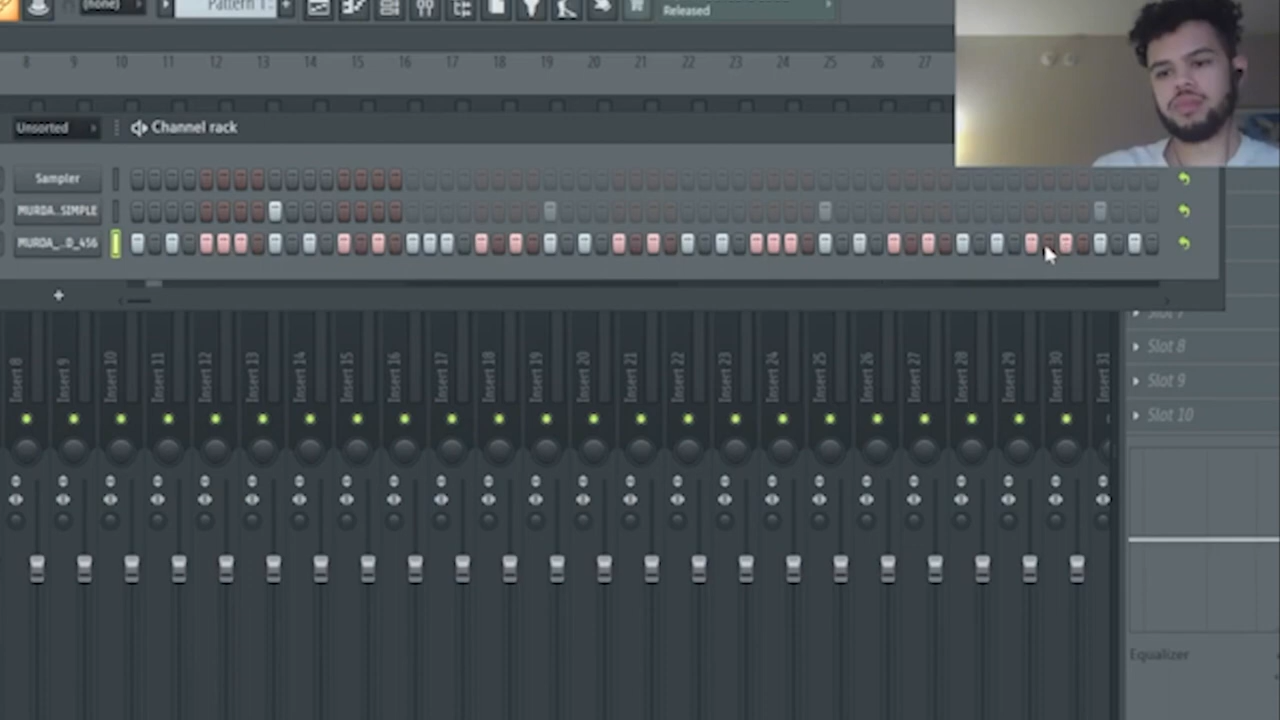 (none)
Pattern 1
Released
8 9 10 11 12 13 14 15 16 17 18 19 20 21 22 23 24 25 26 27
Unsorted
Channel rack
Sampler
MURDA..SIMPLE
MURDA_..D_456
Insert 8
Insert 9
Insert 10
Insert 11
Insert 12
Insert 13
Insert 14
Insert 15
Insert 16
Insert 17
Insert 18
Insert 19
Insert 20
Insert 21
Insert 22
Insert 23
Insert 24
Insert 25
Insert 26
Insert 27
Insert 28
Insert 29
Insert 30
Insert 31
Slot 7
Slot 8
Slot 9
Slot 10
Equalizer